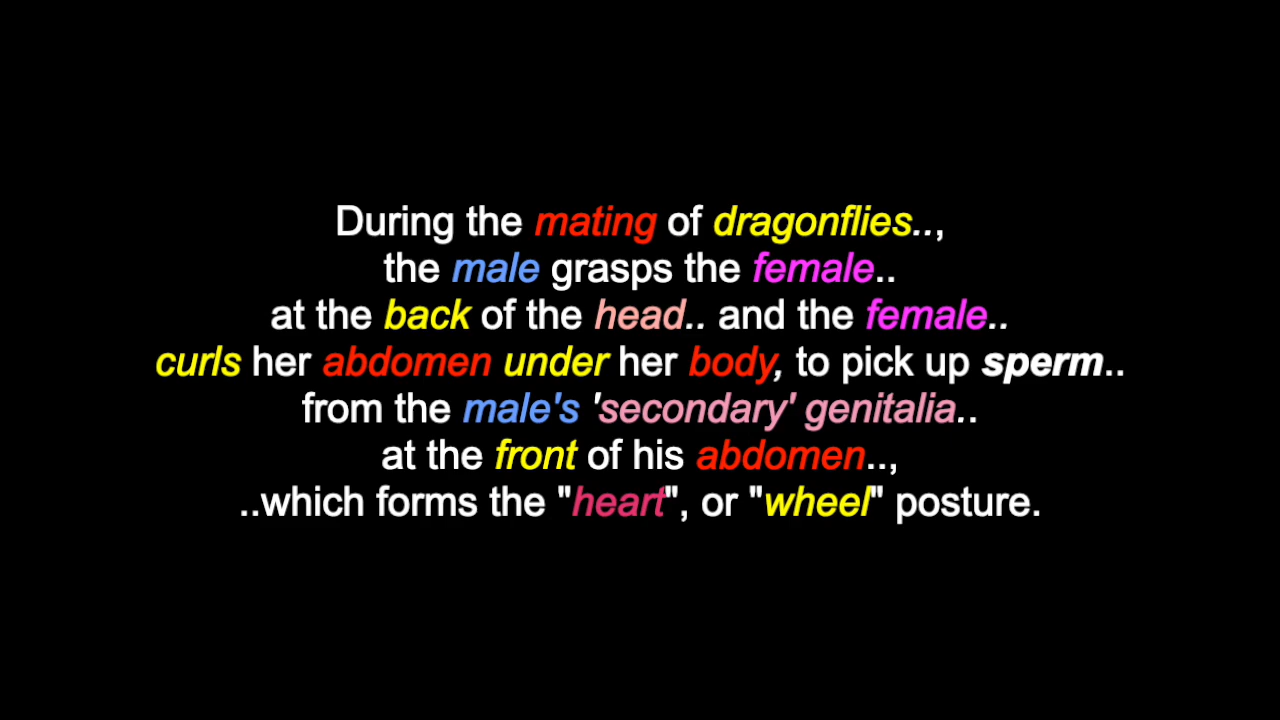 During the mating of dragonflies..,
the male grasps the female..
at the back of the head.. and the female..
curls her abdomen under her body, to pick up sperm..
from the male's 'secondary' genitalia..
at the front of his abdomen..,
..which forms the "heart", or "wheel" posture.